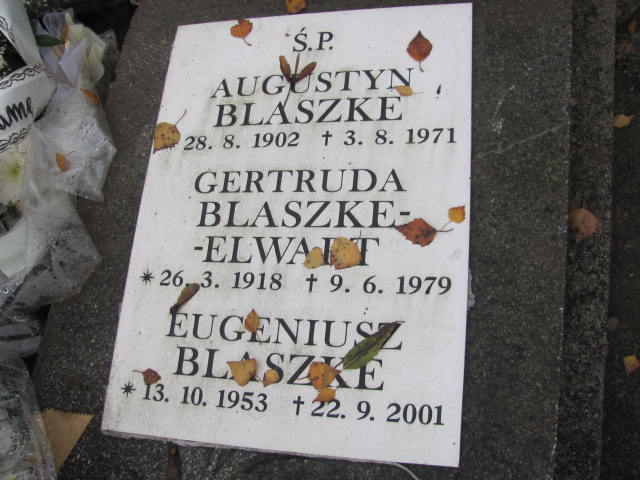 Ś.P.
AUGUSTYN
BLASZKE
28. 8. 1902 † 3. 8. 1971
GERTRUDA
BLASZKE-
-ELWART
* 26. 3. 1918 † 9. 6. 1979
EUGENIUSZ
BLASZKE
* 13. 10. 1953 † 22. 9. 2001